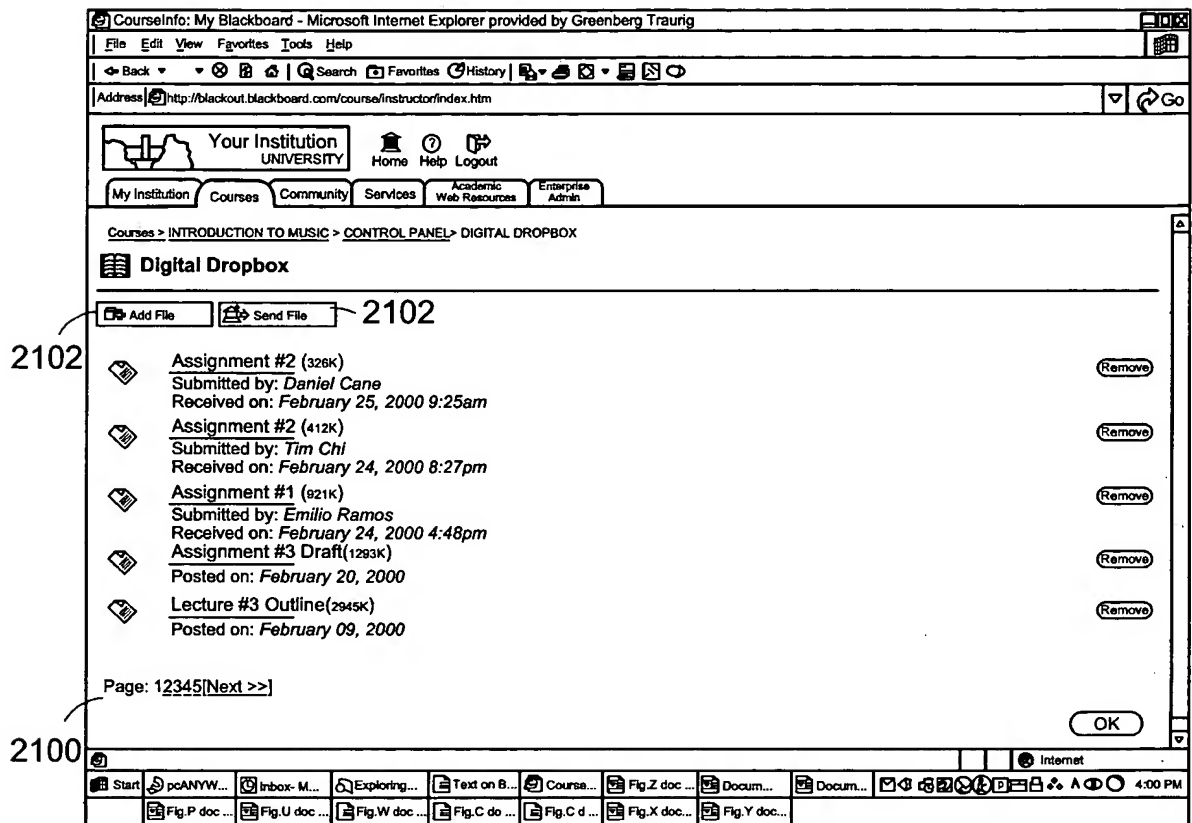 CourseInfo: My Blackboard - Microsoft Internet Explorer provided by Greenberg Traurig
File Edit View Favorites Tools Help
Back Search Favorites History
Address http://blackout.blackboard.com/course/instructor/index.htm Go
Your Institution
UNIVERSITY
Home Help Logout
My Institution Courses Community Services Academic Web Resources Enterprise Admin
Courses > INTRODUCTION TO MUSIC > CONTROL PANEL> DIGITAL DROPBOX
Digital Dropbox
Add File Send File 2102
2102
Assignment #2 (326K) Remove
Submitted by: Daniel Cane
Received on: February 25, 2000 9:25am
Assignment #2 (412K) Remove
Submitted by: Tim Chi
Received on: February 24, 2000 8:27pm
Assignment #1 (921K) Remove
Submitted by: Emilio Ramos
Received on: February 24, 2000 4:48pm
Assignment #3 Draft(1293K) Remove
Posted on: February 20, 2000
Lecture #3 Outline(2945K) Remove
Posted on: February 09, 2000
Page: 12345[Next >>]
OK
2100
Internet
Start pcANYW... Inbox- M... Exploring... Text on B... Course... Fig.Z doc ... Docum... Docum... 4:00 PM
Fig.P doc ... Fig.U doc ... Fig.W doc ... Fig.C do ... Fig.C d ... Fig.X doc... Fig.Y doc...